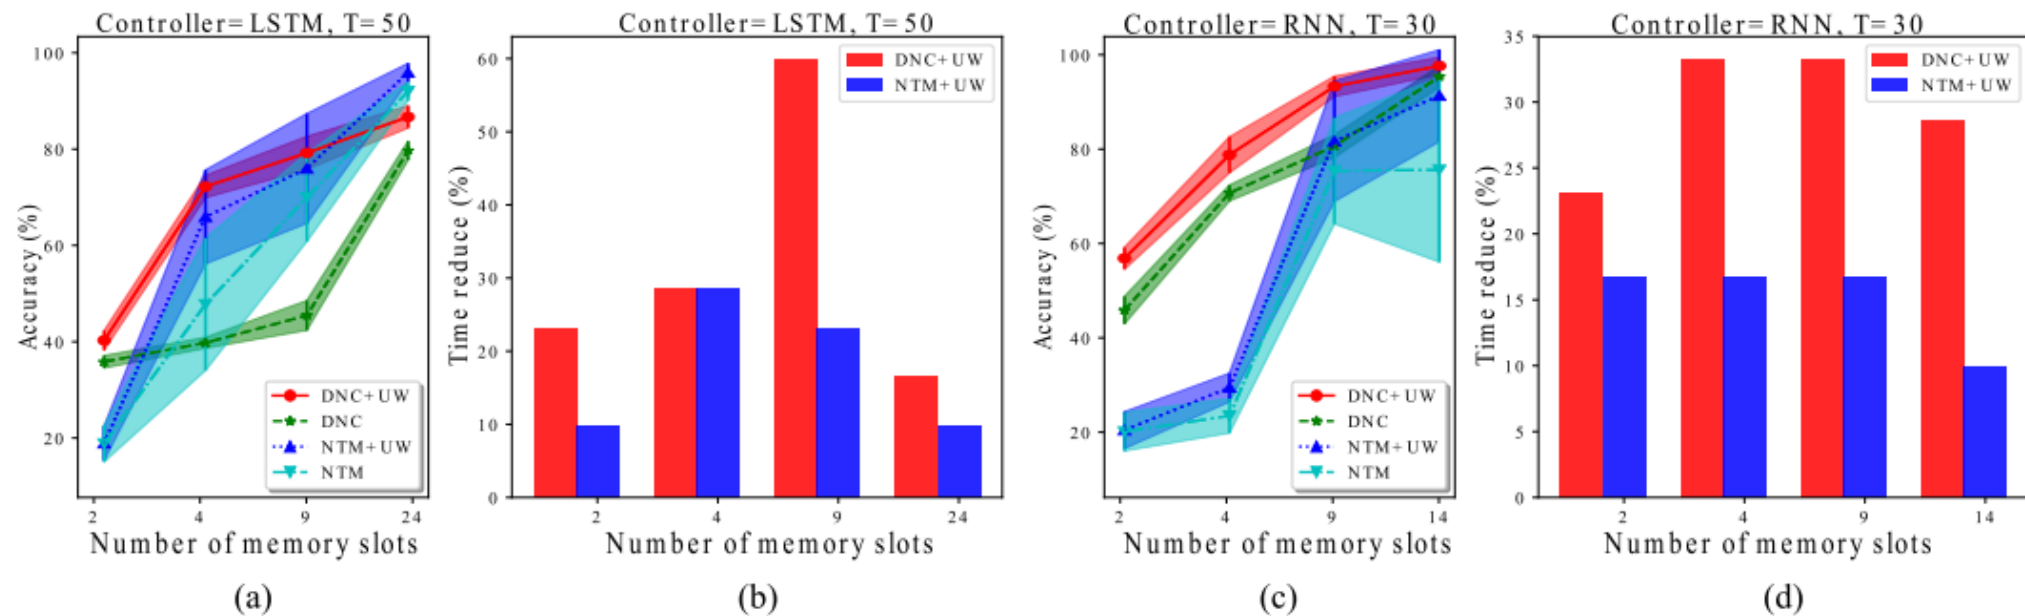 Controller=LSTM, T=50
100
80
60
40
20
Accuracy (%)
DNC+UW
DNC
NTM+UW
NTM
2 4 9 24
Number of memory slots
(a)
Controller=LSTM, T=50
60
50
40
30
20
10
0
Time reduce (%)
DNC+UW
NTM+UW
2 4 9 24
Number of memory slots
(b)
Controller=RNN, T=30
100
80
60
40
20
Accuracy (%)
DNC+UW
DNC
NTM+UW
NTM
2 4 9 14
Number of memory slots
(c)
Controller=RNN, T=30
35
30
25
20
15
10
5
0
Time reduce (%)
DNC+UW
NTM+UW
2 4 9 14
Number of memory slots
(d)